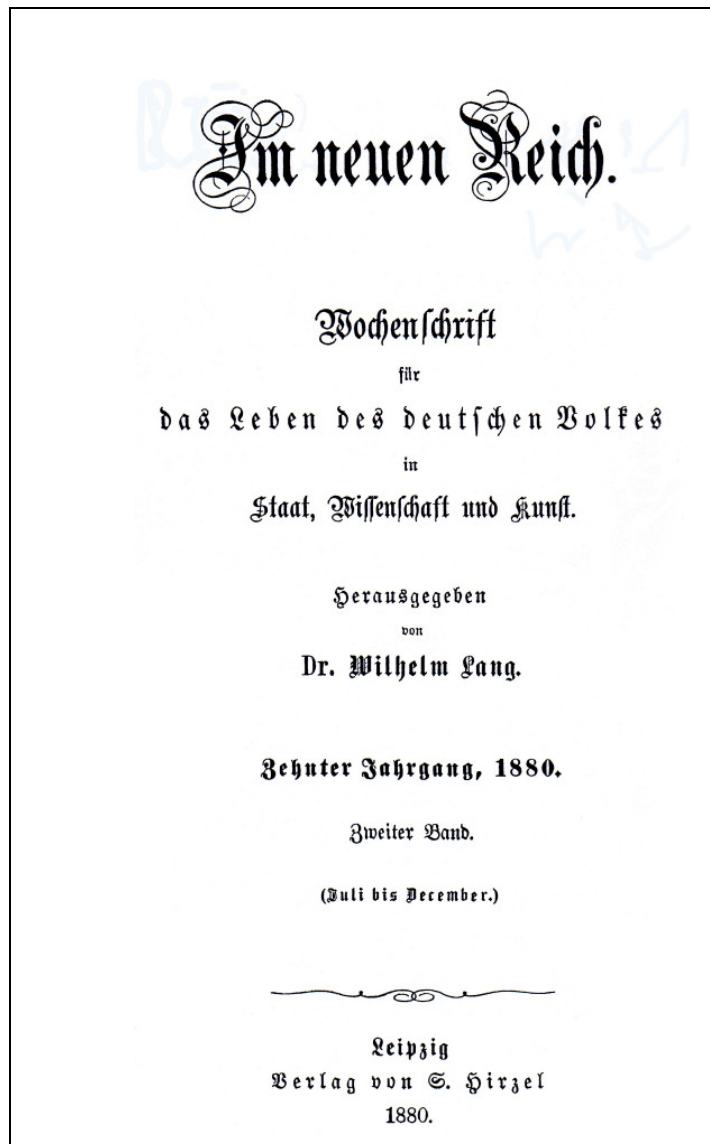 Im neuen Reich.
Wochenschrift
für
das Leben des deutschen Volkes
in
Staat, Wissenschaft und Kunst.
Herausgegeben
von
Dr. Wilhelm Lang.
Zehnter Jahrgang, 1880.
Zweiter Band.
(Juli bis December.)
Leipzig
Verlag von S. Hirzel
1880.